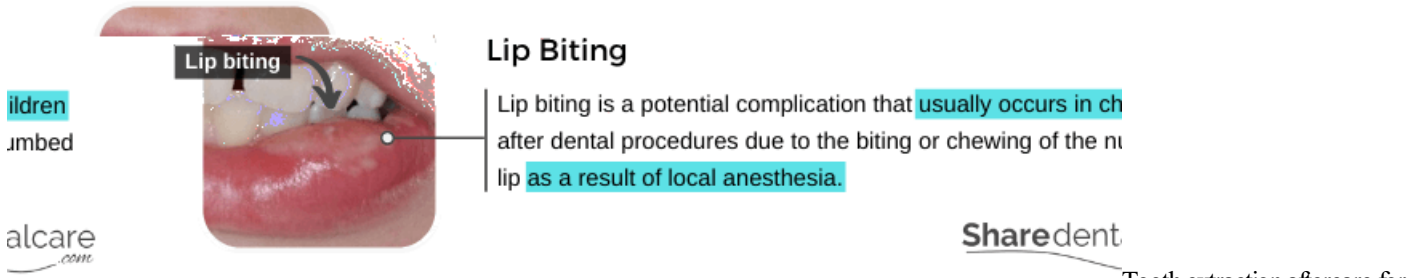 Lip Biting
Lip biting
Lip biting is a potential complication that usually occurs in ch
ildren
after dental procedures due to the biting or chewing of the nu
umbed
lip as a result of local anesthesia.
alcare
.com
Sharedent